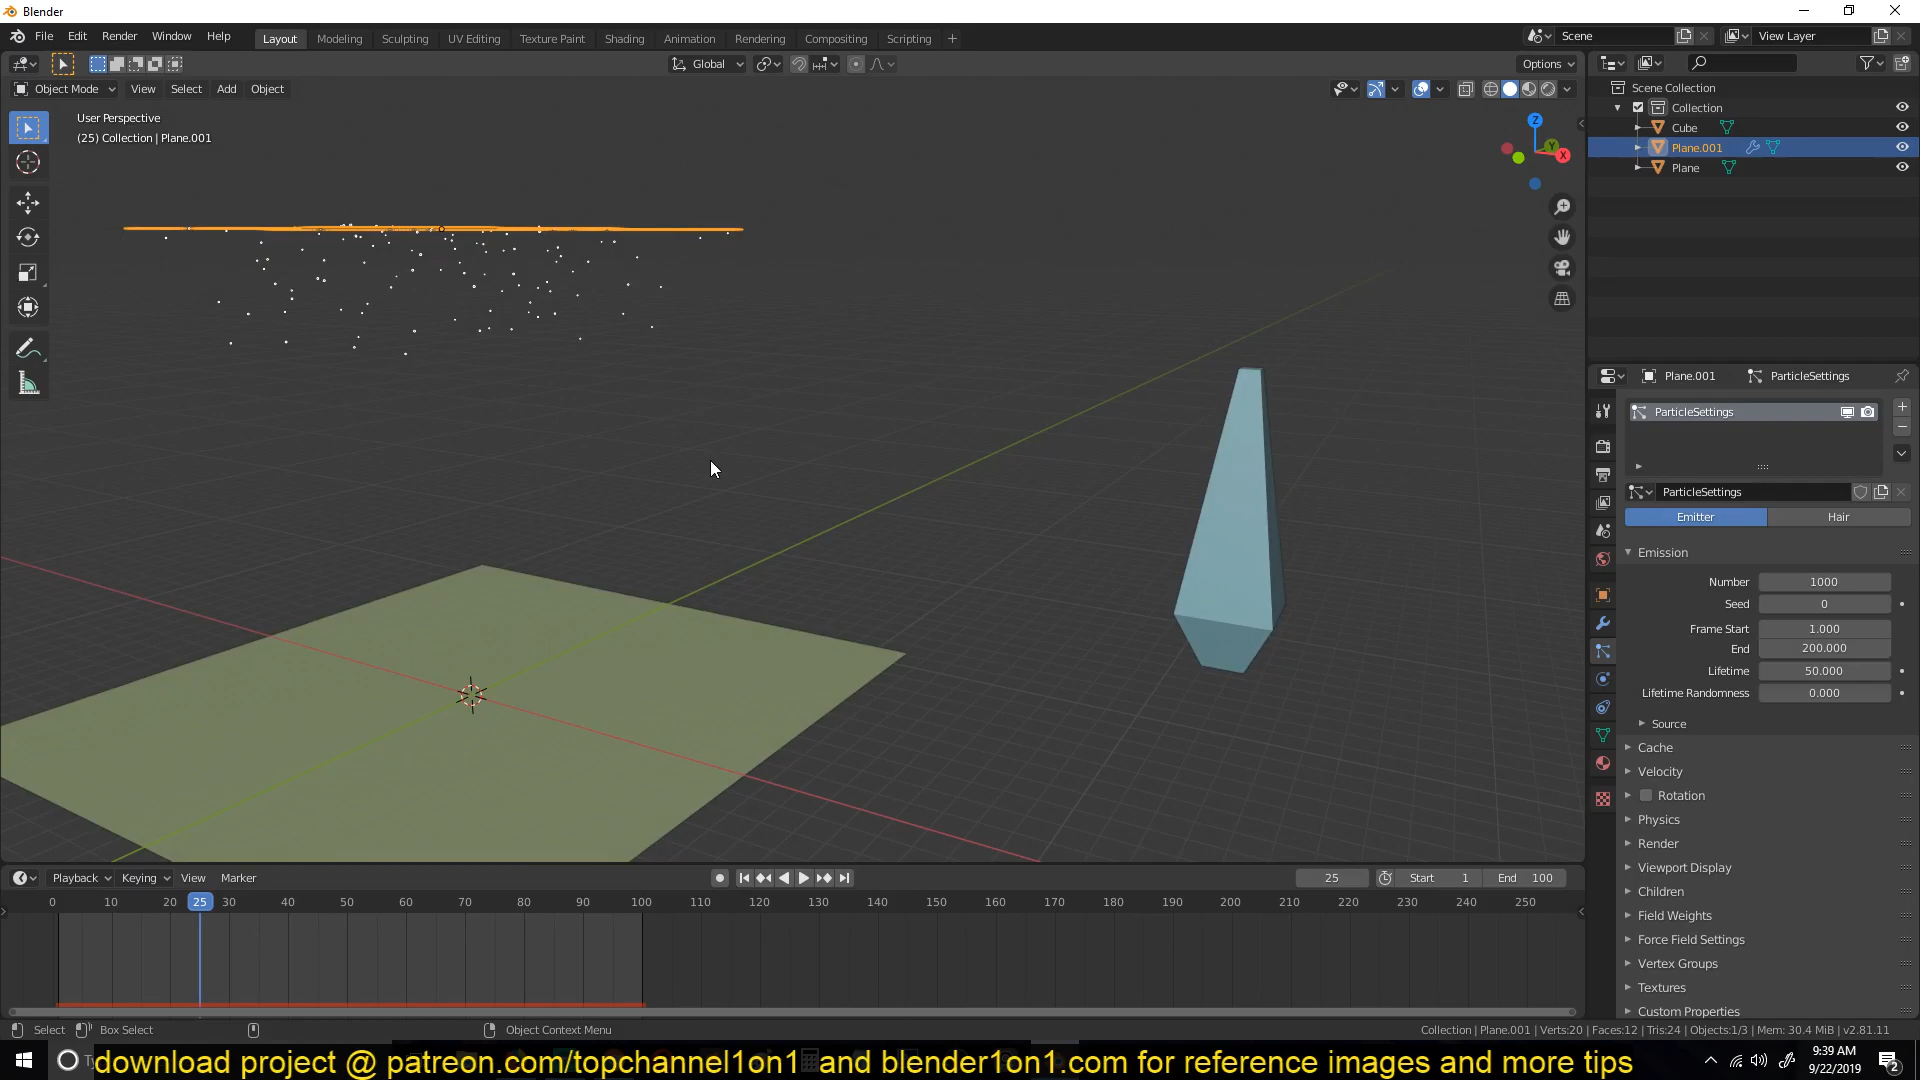 Blender
File Edit Render Window Help Layout Modeling Sculpting UV Editing Texture Paint Shading Animation Rendering Compositing Scripting + Scene View Layer
Global Options
Object Mode View Select Add Object
User Perspective
(25) Collection | Plane.001
Z
Y
X
Scene Collection
Collection
Cube
Plane.001
Plane
Plane.001 ParticleSettings
ParticleSettings
ParticleSettings
Emitter Hair
Emission
Number 1000
Seed 0
Frame Start 1.000
End 200.000
Lifetime 50.000
Lifetime Randomness 0.000
Source
Cache
Velocity
Rotation
Physics
Render
Viewport Display
Children
Field Weights
Force Field Settings
Vertex Groups
Textures
Custom Properties
Playback Keying View Marker 25 Start 1 End 100
0 10 20 25 30 40 50 60 70 80 90 100 110 120 130 140 150 160 170 180 190 200 210 220 230 240 250
Select Box Select Object Context Menu Collection | Plane.001 | Verts:20 | Faces:12 | Tris:24 | Objects:1/3 | Mem: 30.4 MiB | v2.81.11
download project @ patreon.com/topchannel1on1 and blender1on1.com for reference images and more tips
9:39 AM
9/22/2019
2